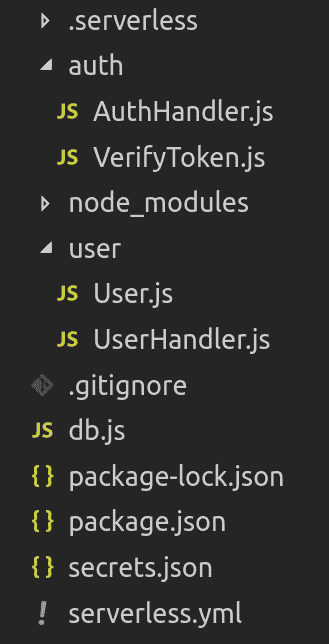 .serverless
auth
JS AuthHandler.js
JS VerifyToken.js
node_modules
user
JS User.js
JS UserHandler.js
.gitignore
JS db.js
{ } package-lock.json
{ } package.json
{ } secrets.json
! serverless.yml